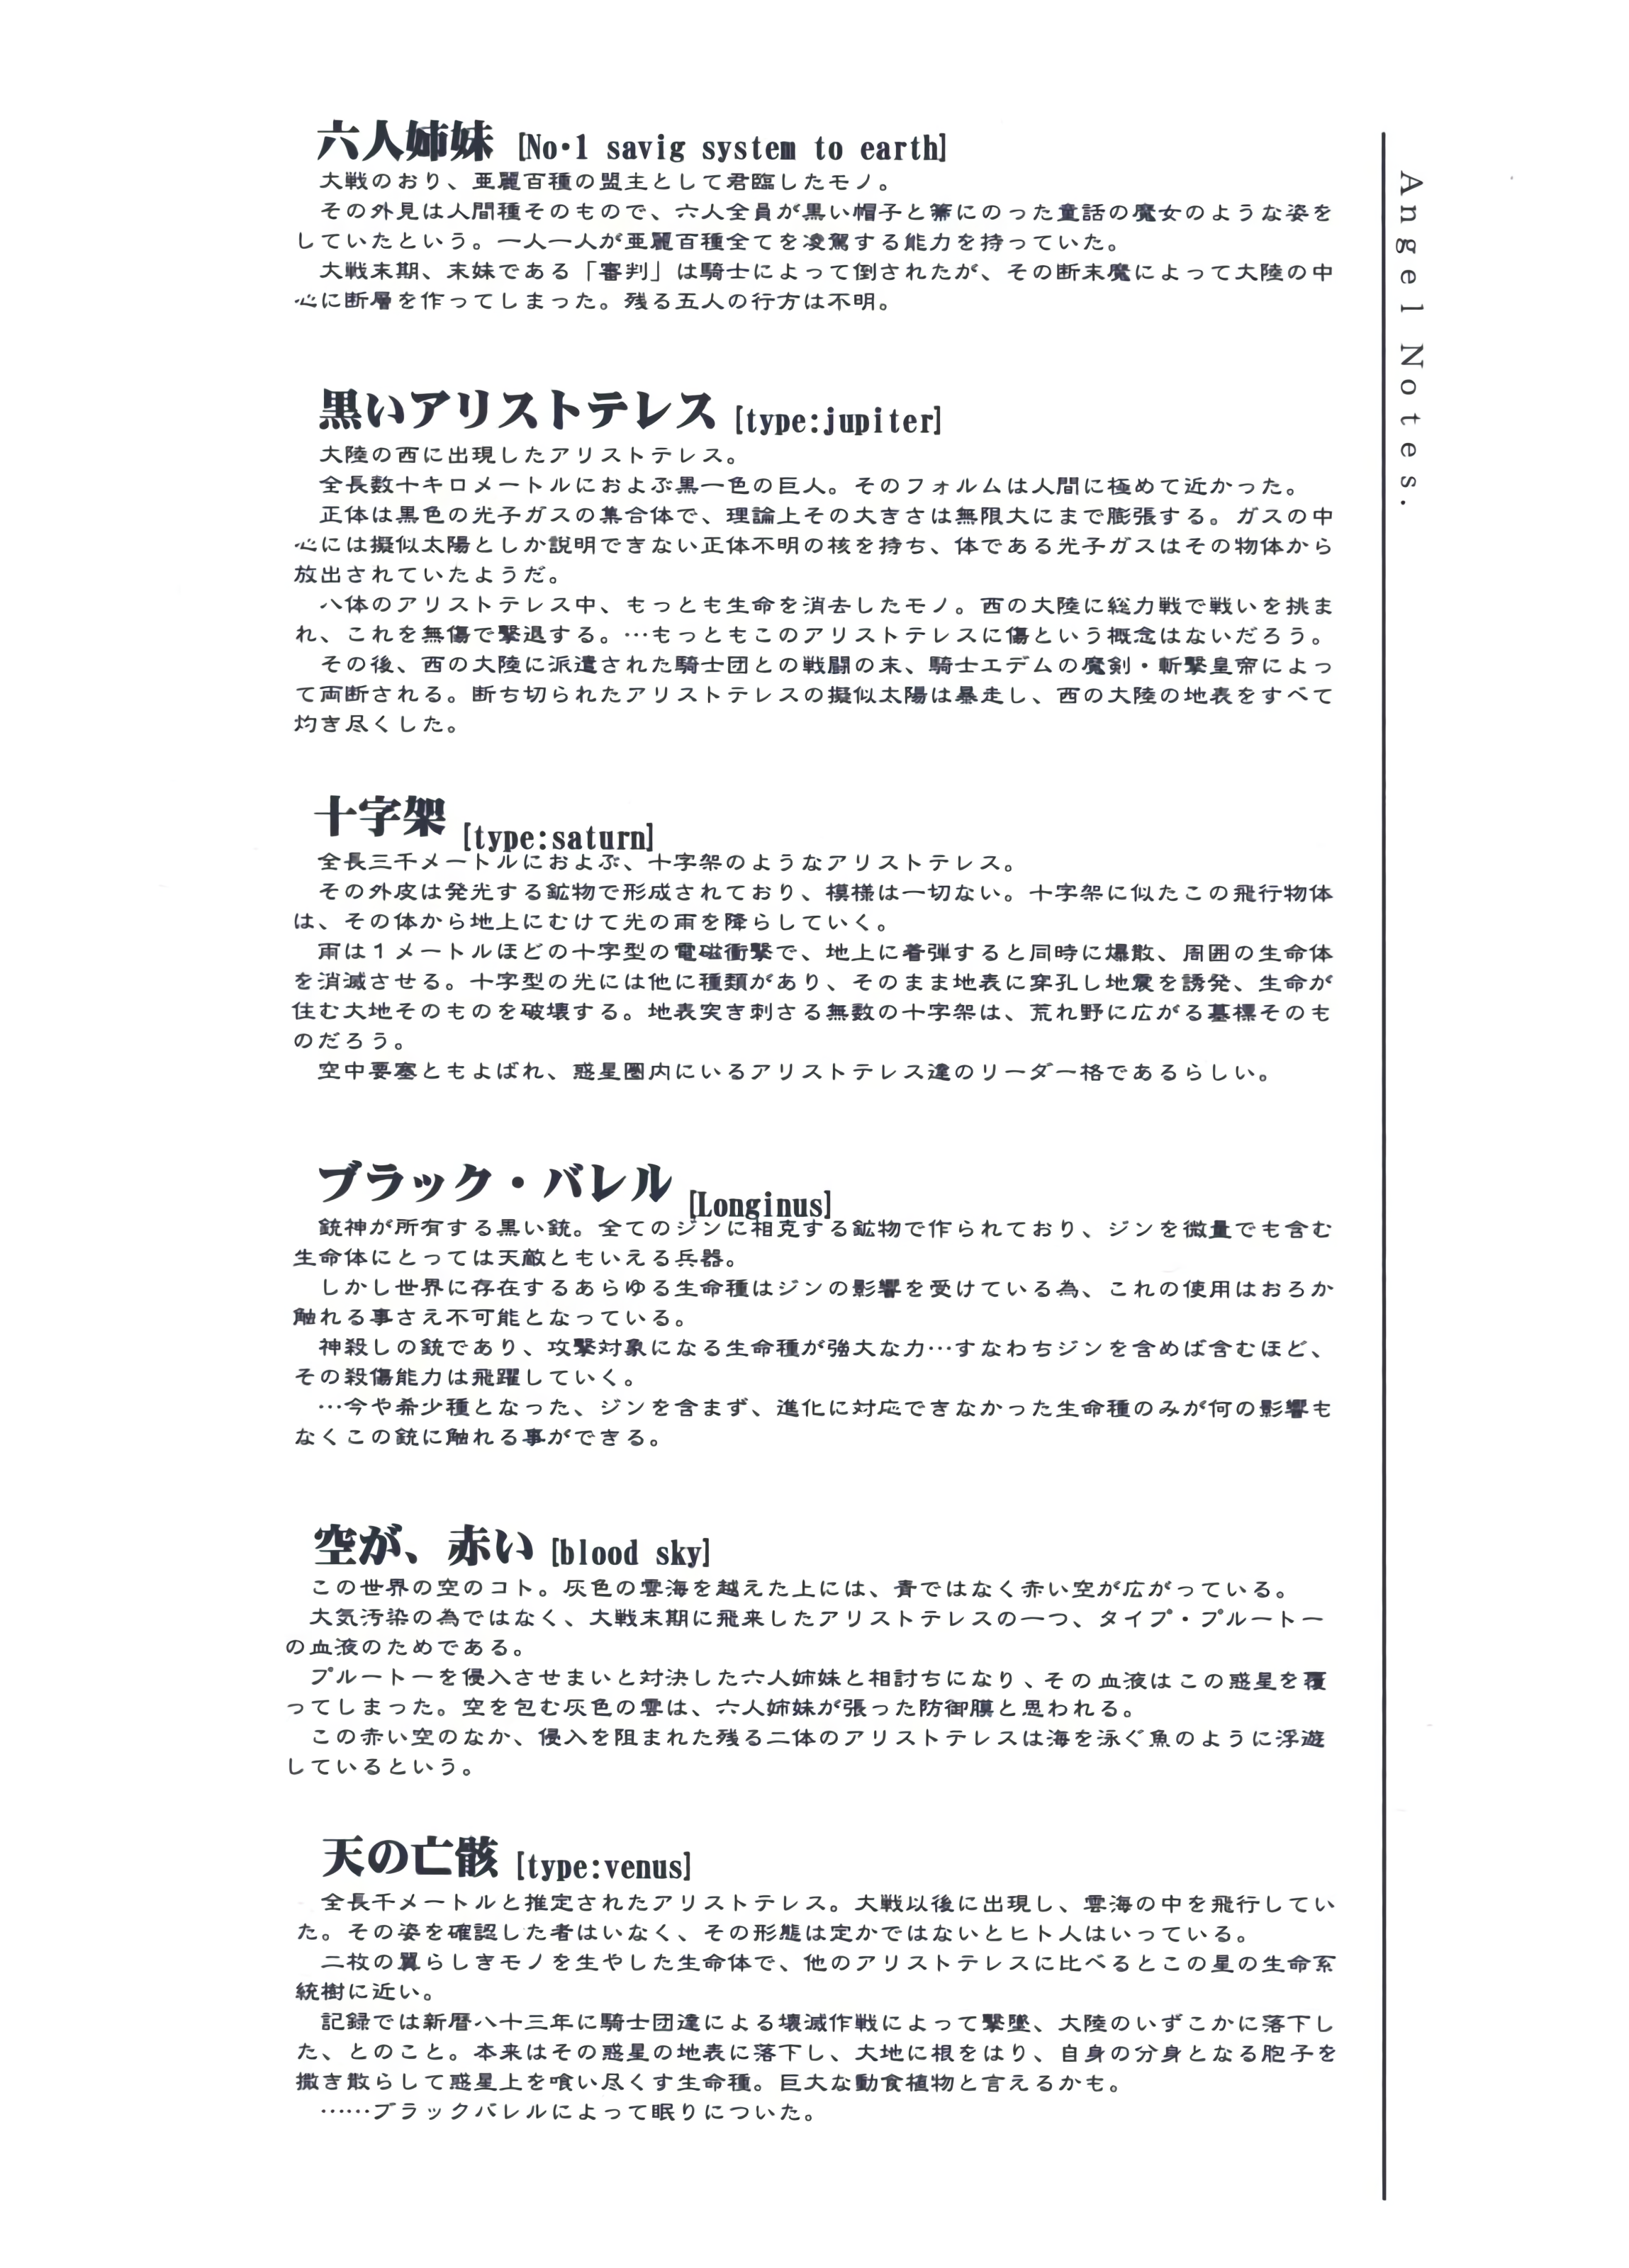 六人姉妹 [No・1 savig system to earth]
大戦のおり、亜麗百種の盟主として君臨したモノ。
その外見は人間種そのもので、六人全員が黒い帽子と箒にのった童話の魔女のような姿を
していたという。一人一人が亜麗百種全てを凌駕する能力を持っていた。
大戦末期、末妹である「審判」は騎士によって倒されたが、その断末魔によって大陸の中
心に断層を作ってしまった。残る五人の行方は不明。
黒いアリストテレス [type:jupiter]
大陸の西に出現したアリストテレス。
全長数十キロメートルにおよぶ黒一色の巨人。そのフォルムは人間に極めて近かった。
正体は黒色の光子ガスの集合体で、理論上その大きさは無限大にまで膨張する。ガスの中
心には擬似太陽としか説明できない正体不明の核を持ち、体である光子ガスはその物体から
放出されていたようだ。
八体のアリストテレス中、もっとも生命を消去したモノ。西の大陸に総力戦で戦いを挑ま
れ、これを無傷で撃退する。…もっともこのアリストテレスに傷という概念はないだろう。
その後、西の大陸に派遣された騎士団との戦闘の末、騎士エデムの魔剣・斬撃皇帝によっ
て両断される。断ち切られたアリストテレスの擬似太陽は暴走し、西の大陸の地表をすべて
灼き尽くした。
十字架 [type:saturn]
全長三千メートルにおよぶ、十字架のようなアリストテレス。
その外皮は発光する鉱物で形成されており、模様は一切ない。十字架に似たこの飛行物体
は、その体から地上にむけて光の雨を降らしていく。
雨は１メートルほどの十字型の電磁衝撃で、地上に着弾すると同時に爆散、周囲の生命体
を消滅させる。十字型の光には他に種類があり、そのまま地表に穿孔し地震を誘発、生命が
住む大地そのものを破壊する。地表突き刺さる無数の十字架は、荒れ野に広がる墓標そのも
のだろう。
空中要塞ともよばれ、惑星圏内にいるアリストテレス達のリーダー格であるらしい。
ブラック・バレル [Longinus]
銃神が所有する黒い銃。全てのジンに相克する鉱物で作られており、ジンを微量でも含む
生命体にとっては天敵ともいえる兵器。
しかし世界に存在するあらゆる生命種はジンの影響を受けている為、これの使用はおろか
触れる事さえ不可能となっている。
神殺しの銃であり、攻撃対象になる生命種が強大な力…すなわちジンを含めば含むほど、
その殺傷能力は飛躍していく。
…今や希少種となった、ジンを含まず、進化に対応できなかった生命種のみが何の影響も
なくこの銃に触れる事ができる。
空が、赤い [blood sky]
この世界の空のコト。灰色の雲海を越えた上には、青ではなく赤い空が広がっている。
大気汚染の為ではなく、大戦末期に飛来したアリストテレスの一つ、タイプ・プルートー
の血液のためである。
プルートーを侵入させまいと対決した六人姉妹と相討ちになり、その血液はこの惑星を覆
ってしまった。空を包む灰色の雲は、六人姉妹が張った防御膜と思われる。
この赤い空のなか、侵入を阻まれた残る二体のアリストテレスは海を泳ぐ魚のように浮遊
しているという。
天の亡骸 [type:venus]
全長千メートルと推定されたアリストテレス。大戦以後に出現し、雲海の中を飛行してい
た。その姿を確認した者はいなく、その形態は定かではないとヒト人はいっている。
二枚の翼らしきモノを生やした生命体で、他のアリストテレスに比べるとこの星の生命系
統樹に近い。
記録では新暦八十三年に騎士団達による壊滅作戦によって撃墜、大陸のいずこかに落下し
た、とのこと。本来はその惑星の地表に落下し、大地に根をはり、自身の分身となる胞子を
撒き散らして惑星上を喰い尽くす生命種。巨大な動食植物と言えるかも。
……ブラックバレルによって眠りについた。
Angel Notes.